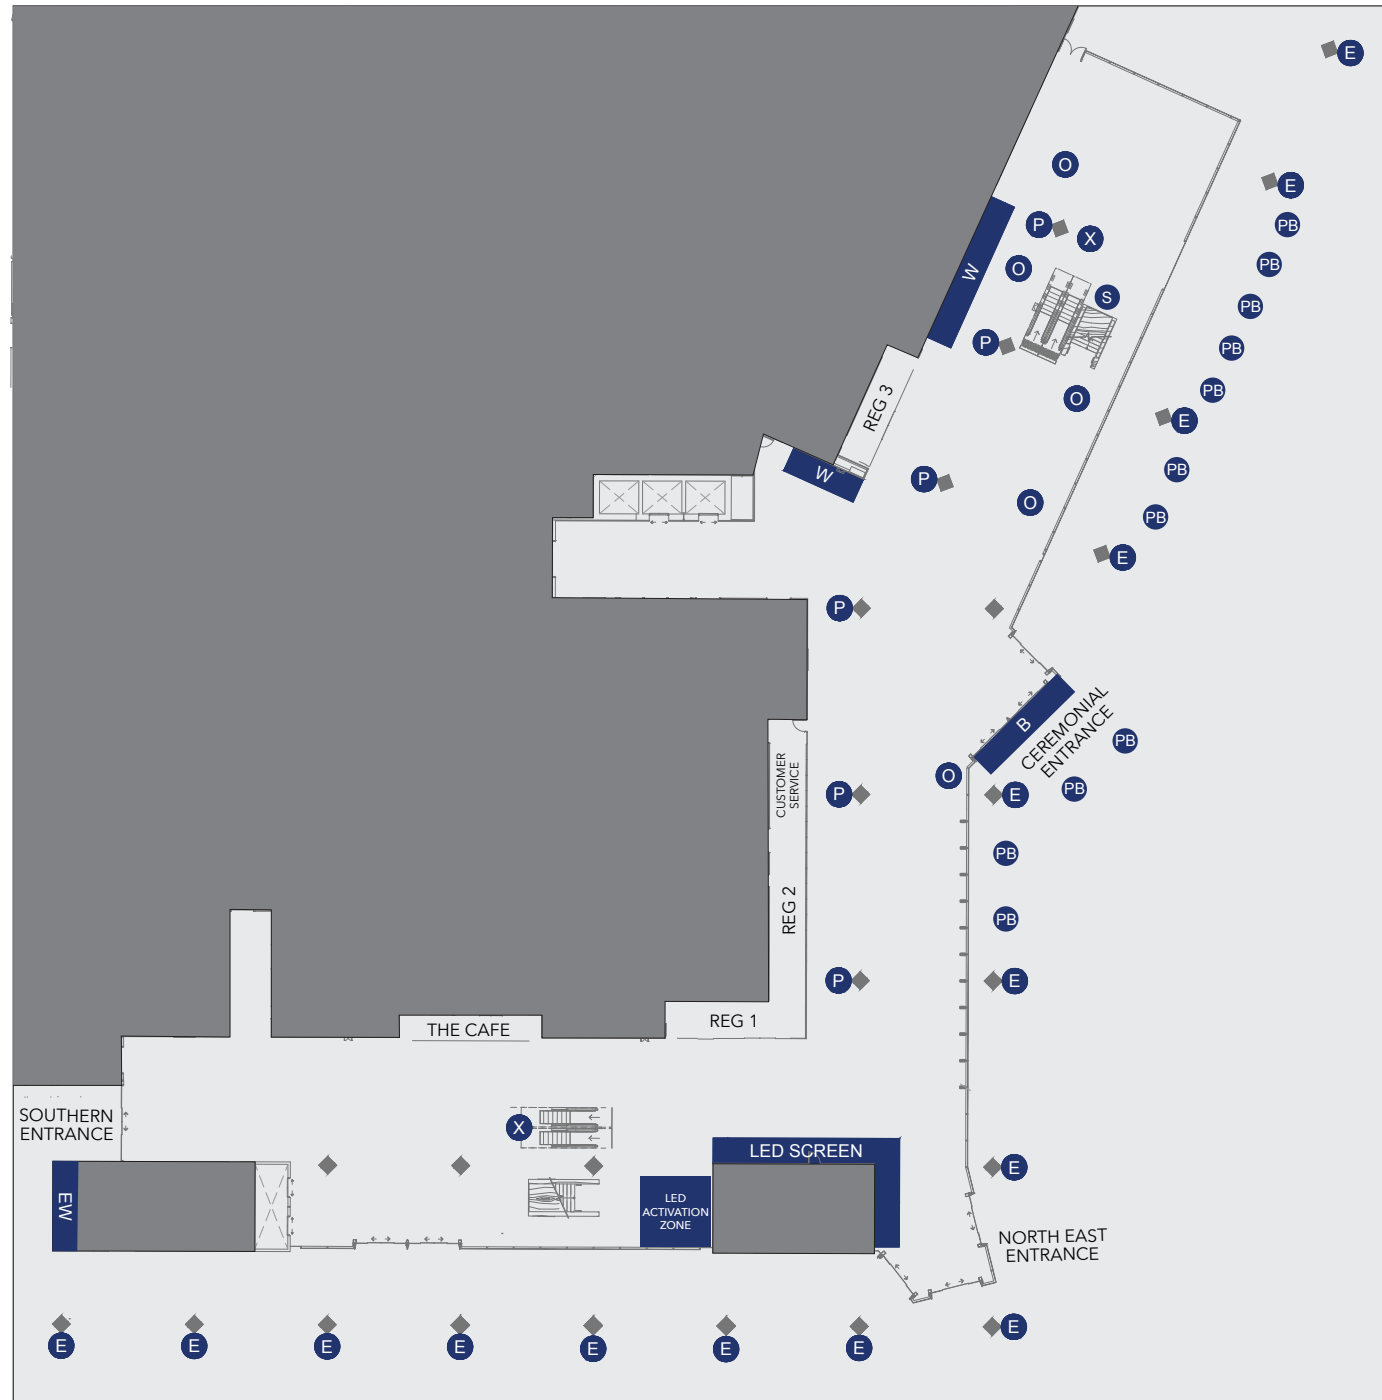 E
O
E
P
PB
X
PB
W
O
S
PB
P
PB
PB
REG 3
O
E
PB
W
P
O
PB
E
P
B
CEREMONIAL
ENTRANCE
PB
CUSTOMER
SERVICE
O
PB
P
E
PB
REG 2
PB
P
E
REG 1
THE CAFE
SOUTHERN
ENTRANCE
X
LED SCREEN
E
EW
LED
ACTIVATION
ZONE
NORTH EAST
ENTRANCE
E
E
E
E
E
E
E
E